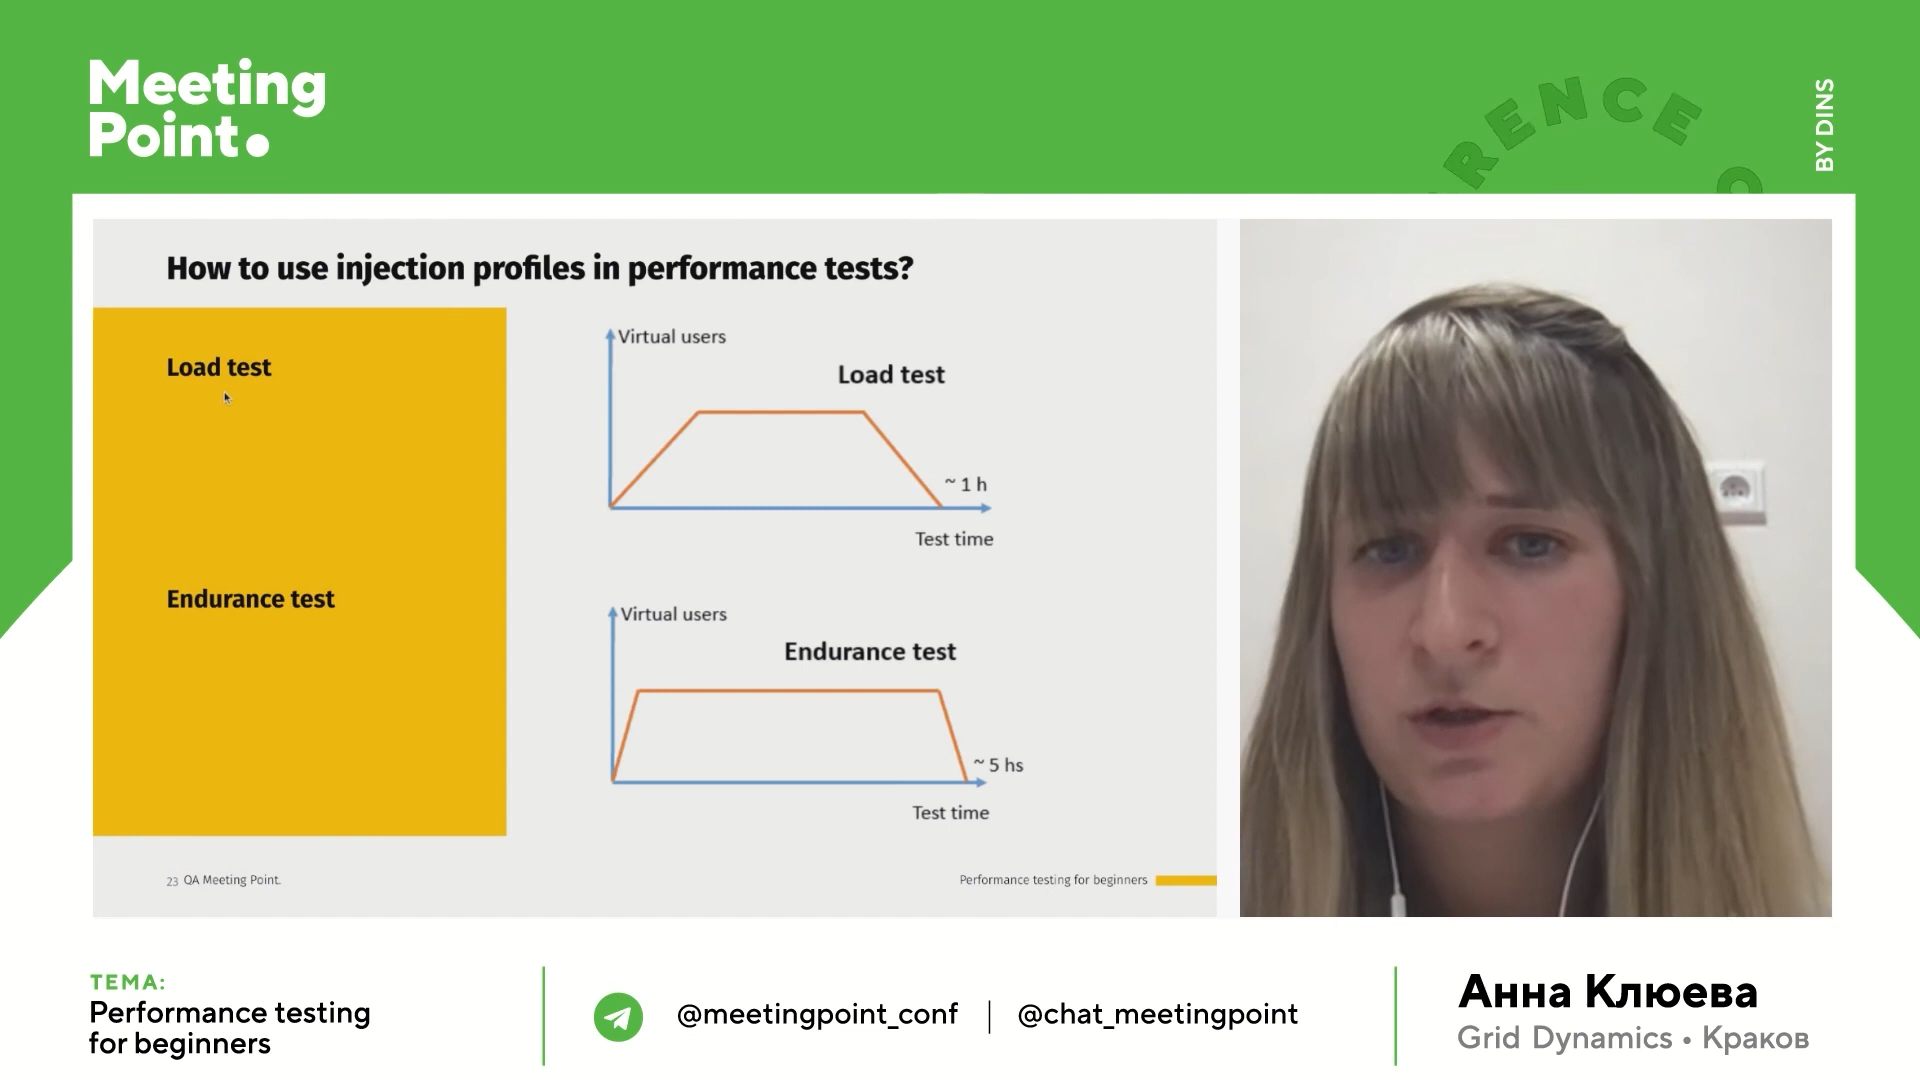 Meeting
Point.
RENCE
O
BY DINS
How to use injection profiles in performance tests?
Load test
Endurance test
Virtual users
Load test
~ 1 h
Test time
Virtual users
Endurance test
~ 5 hs
Test time
23 QA Meeting Point.
Performance testing for beginners
ТЕМА:
Performance testing
for beginners
@meetingpoint_conf | @chat_meetingpoint
Анна Клюева
Grid Dynamics • Краков